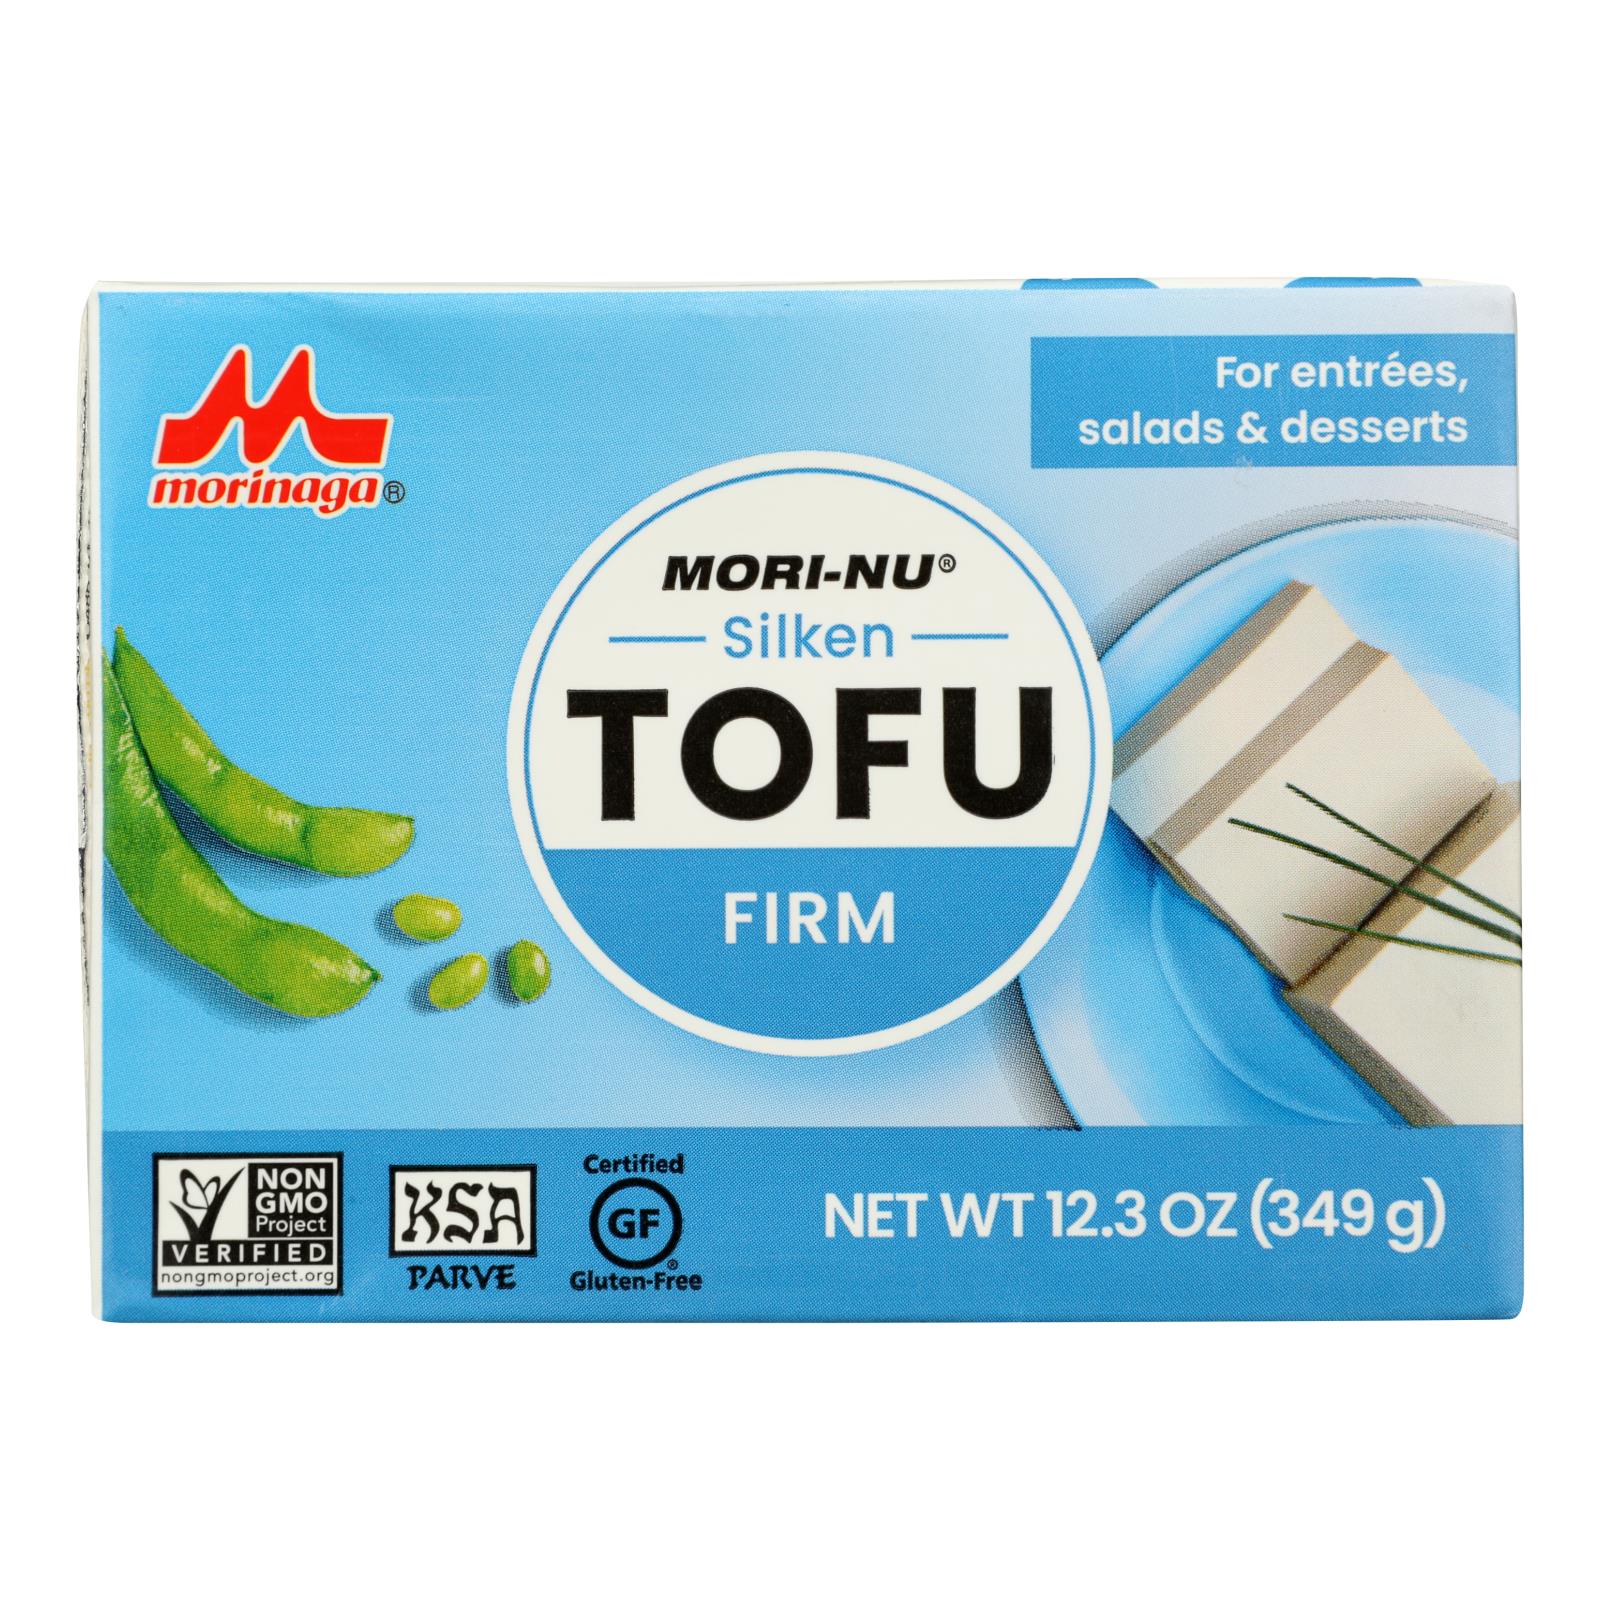 morinaga®
For entrées,
salads & desserts
MORI-NU®
Silken
TOFU
FIRM
NON
GMO
Project
VERIFIED
nongmoproject.org
KSA
PARVE
Certified
GF
®
Gluten-Free
NET WT 12.3 OZ (349 g)